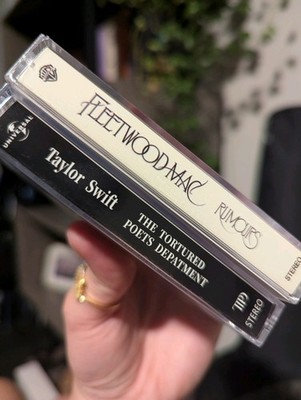 FLEETWOOD MAC
RUMOURS
STEREO
UNIVERSAL
Taylor Swift
THE TORTURED
POETS DEPATMENT
STEREO